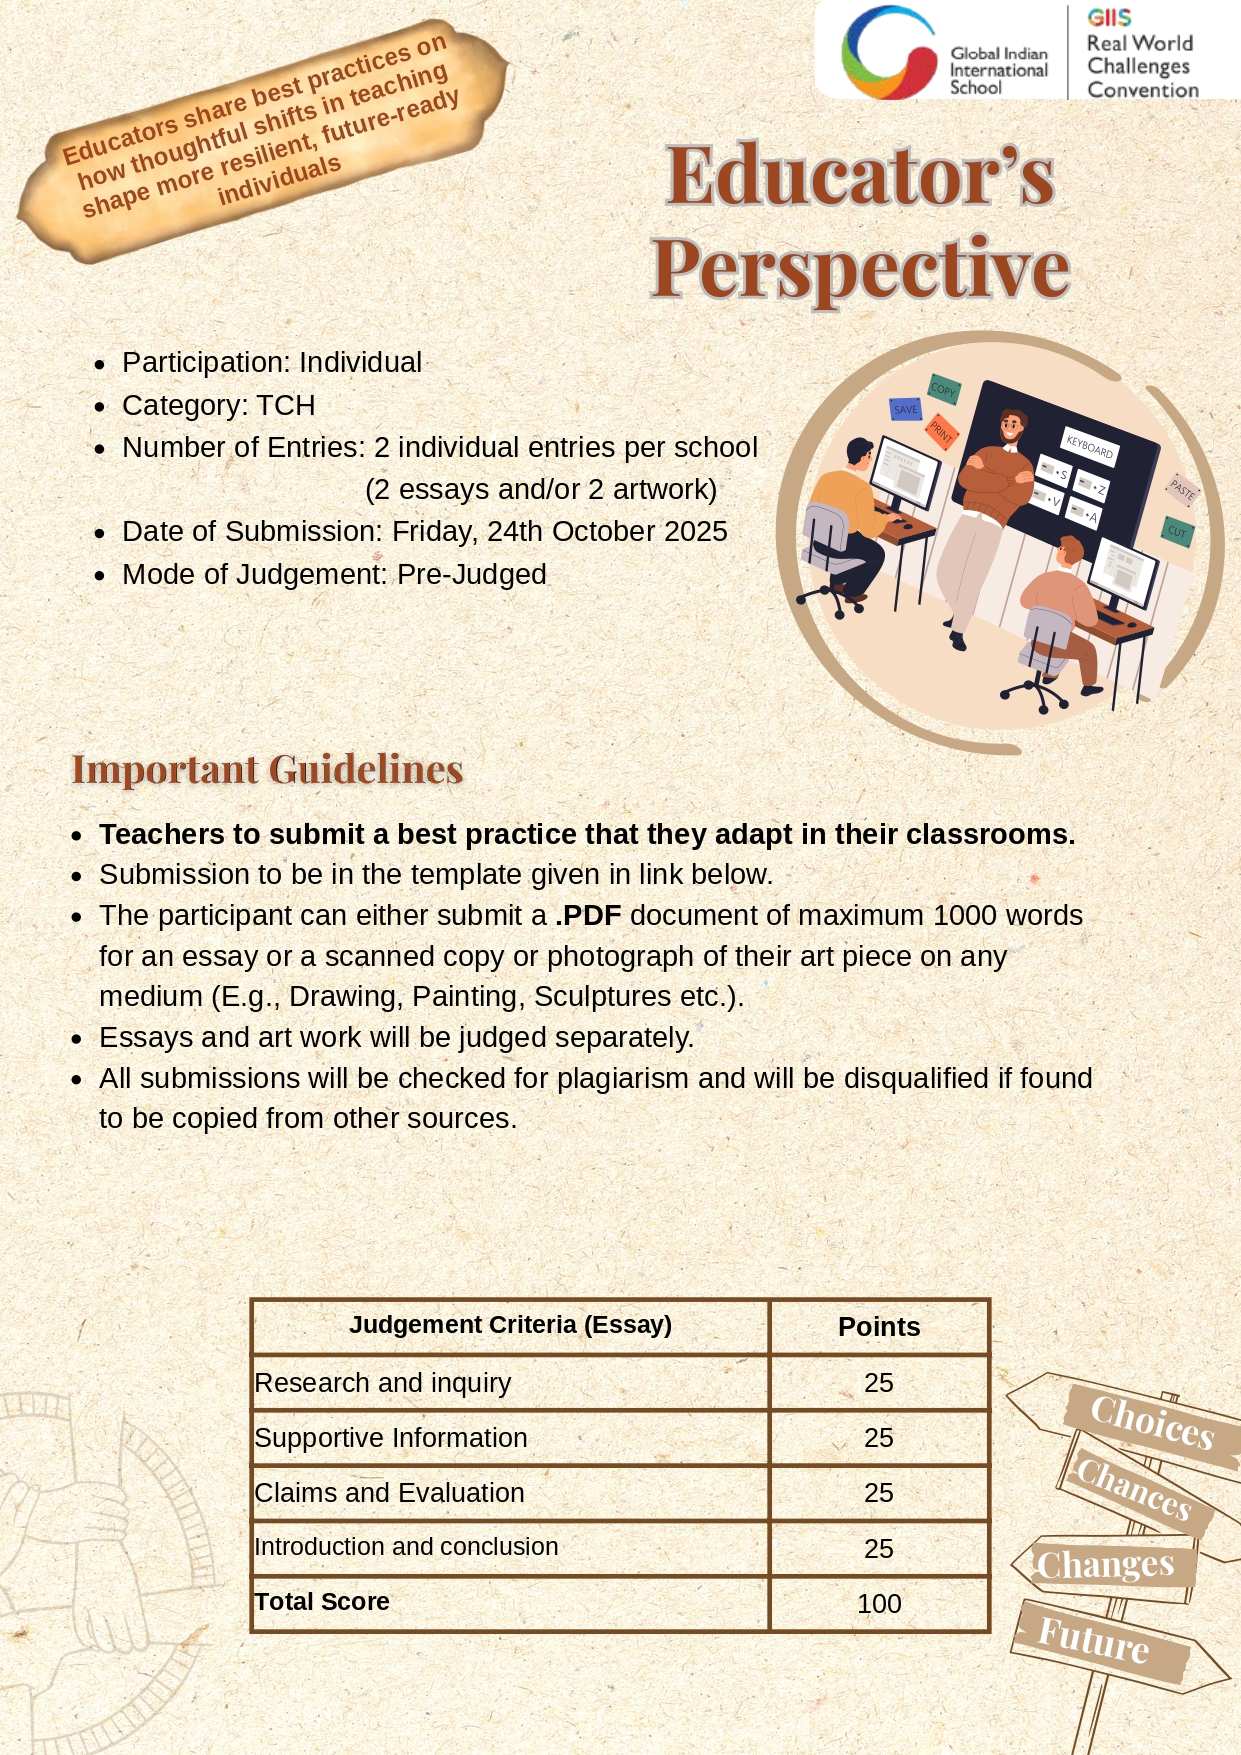 Educators share best practices on
how thoughtful shifts in teaching
shape more resilient, future-ready
individuals
Global Indian
International
School
GIIS
Real World
Challenges
Convention
Educator’s
Perspective
• Participation: Individual
• Category: TCH
• Number of Entries: 2 individual entries per school
(2 essays and/or 2 artwork)
• Date of Submission: Friday, 24th October 2025
• Mode of Judgement: Pre-Judged
COPY
SAVE
PRINT
KEYBOARD
•S
•Z
•V
•A
PASTE
CUT
Important Guidelines
• Teachers to submit a best practice that they adapt in their classrooms.
• Submission to be in the template given in link below.
• The participant can either submit a .PDF document of maximum 1000 words
for an essay or a scanned copy or photograph of their art piece on any
medium (E.g., Drawing, Painting, Sculptures etc.).
• Essays and art work will be judged separately.
• All submissions will be checked for plagiarism and will be disqualified if found
to be copied from other sources.
Judgement Criteria (Essay) Points
Research and inquiry 25
Supportive Information 25
Claims and Evaluation 25
Introduction and conclusion 25
Total Score 100
Choices
Chances
Changes
Future